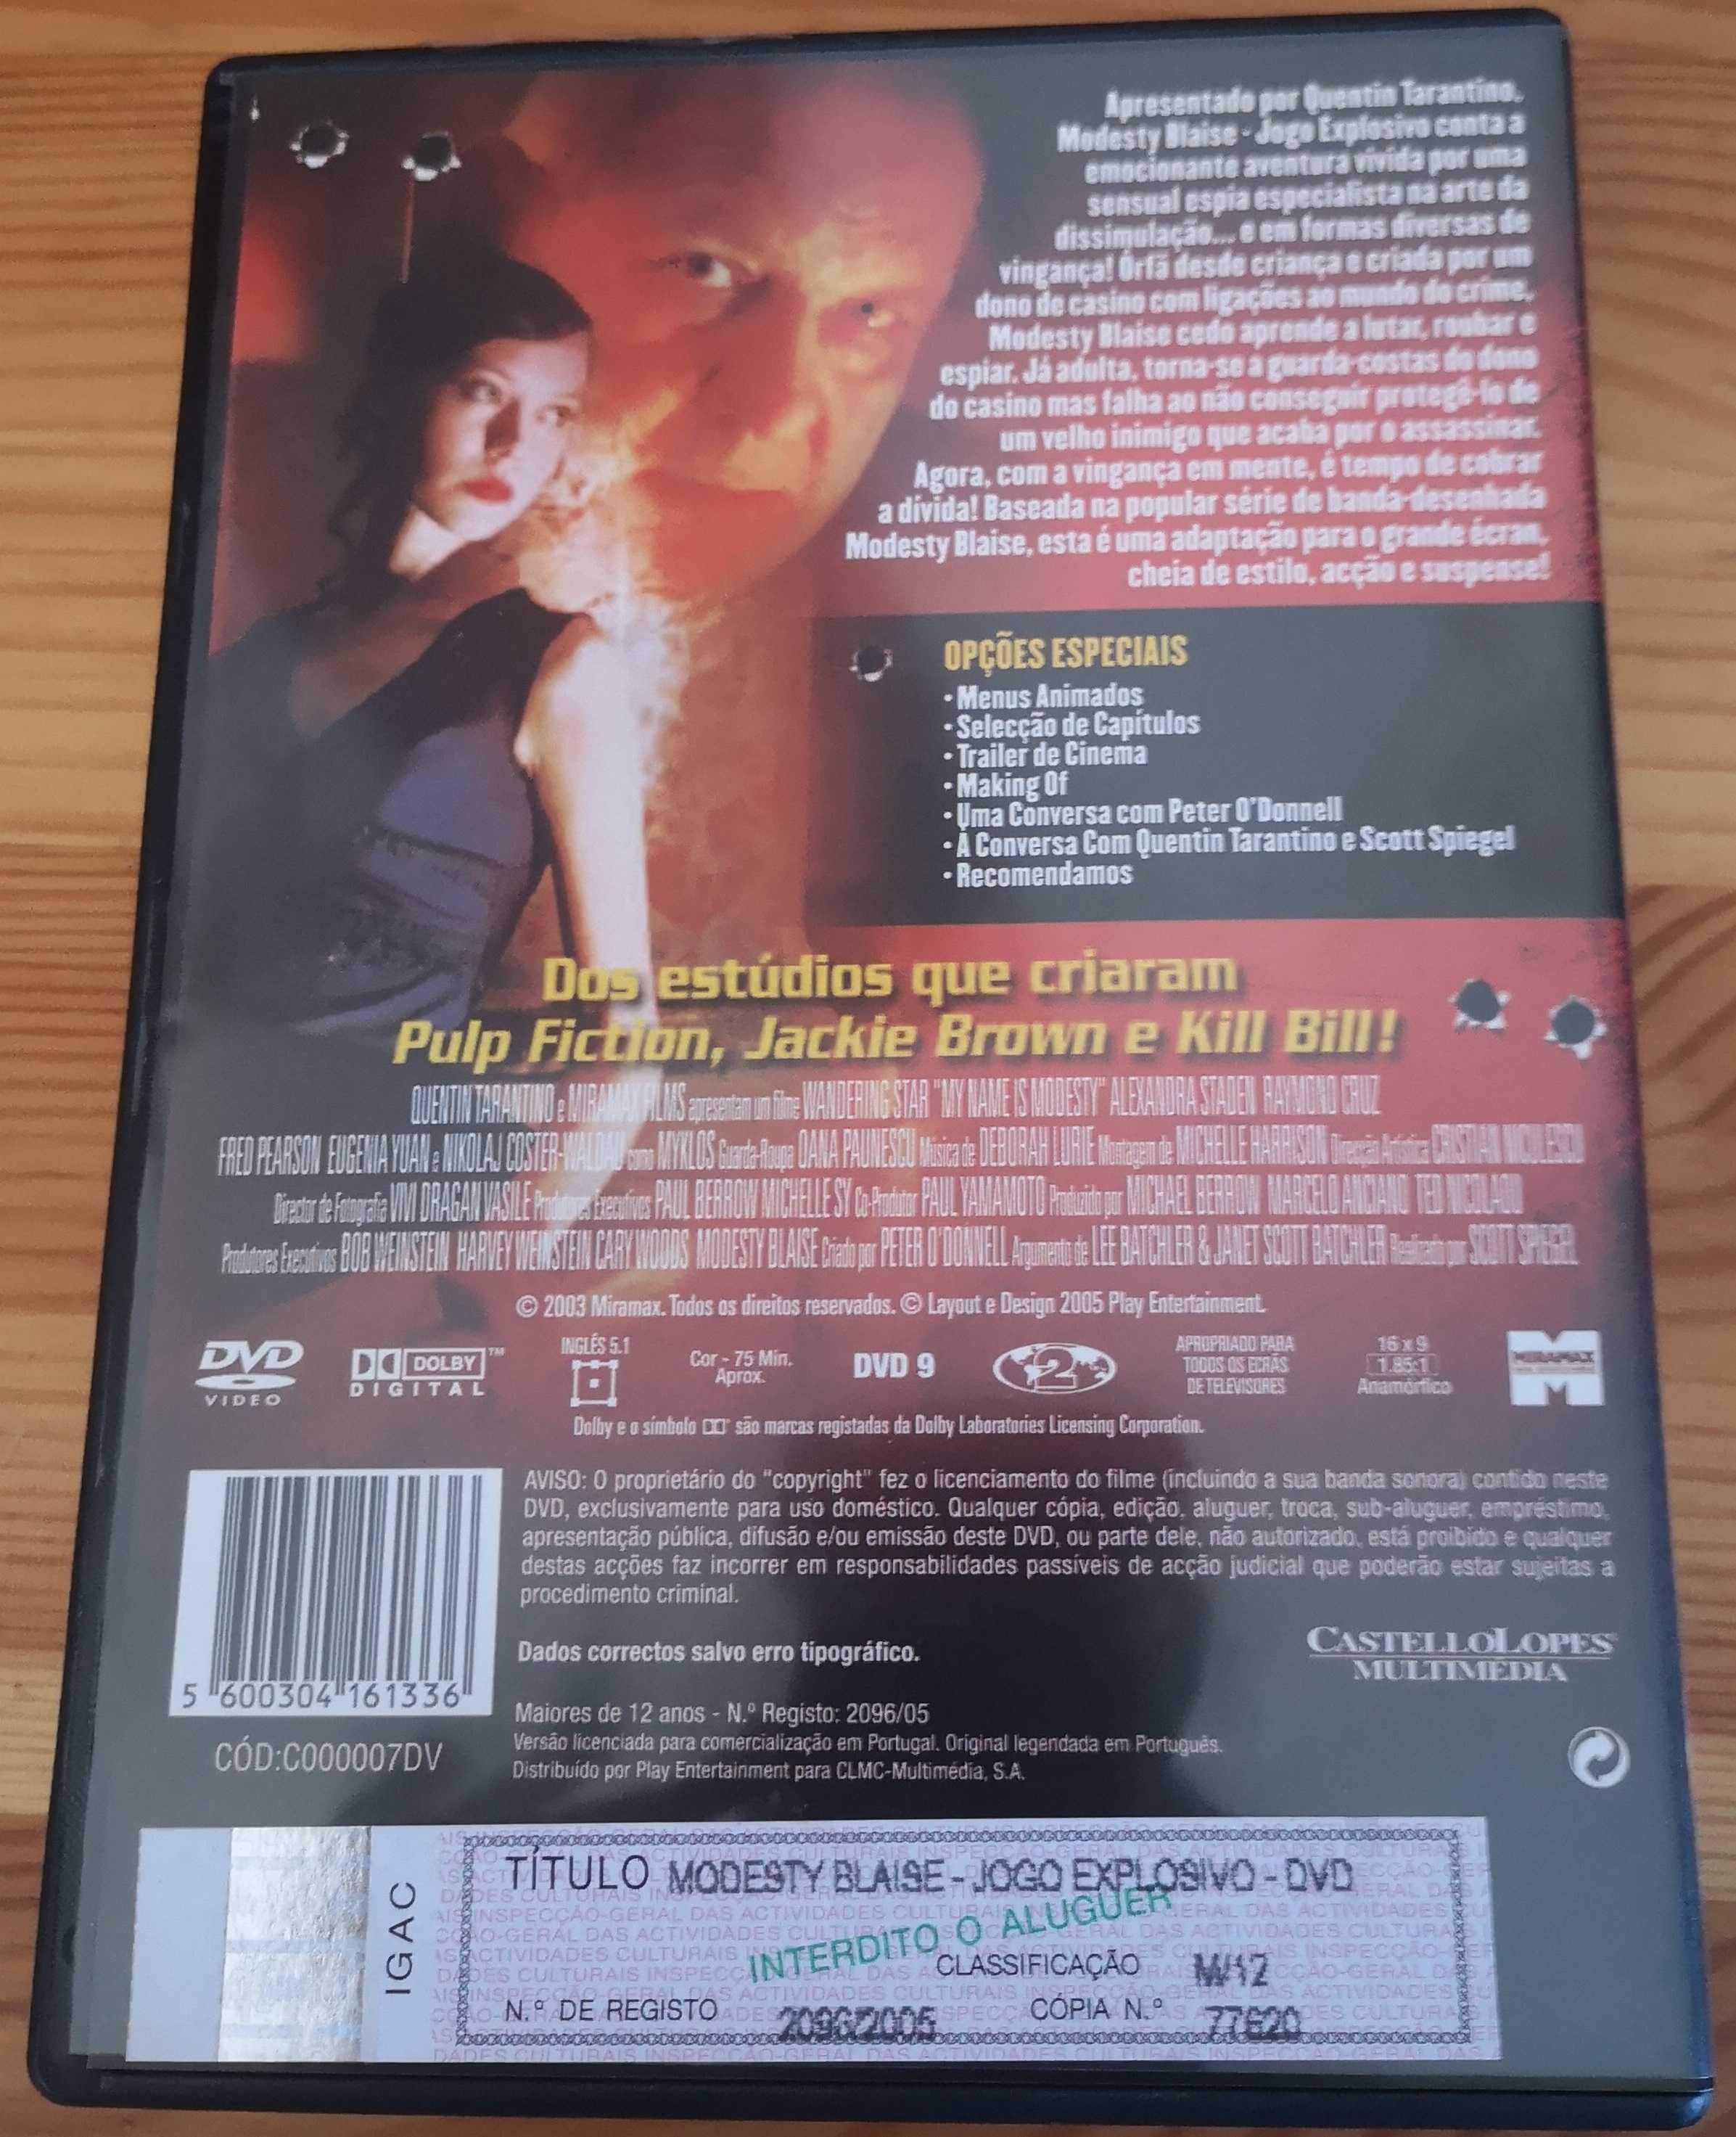 Apresentado por Quentin Tarantino,
Modesty Blaise - Jogo Explosivo conta a
emocionante aventura vivida por uma
sensual espia especialista na arte da
dissimulação... e em formas diversas de
vingança! Órfã desde criança e criada por um
dono de casino com ligações ao mundo do crime,
Modesty Blaise cedo aprende a lutar, roubar e
espiar. Já adulta, torna-se a guarda-costas do dono
do casino mas falha ao não conseguir protegê-lo de
um velho inimigo que acaba por o assassinar.
Agora, com a vingança em mente, é tempo de cobrar
a dívida! Baseada na popular série de banda-desenhada
Modesty Blaise, esta é uma adaptação para o grande écran,
cheia de estilo, acção e suspense!
OPÇÕES ESPECIAIS
• Menus Animados
• Selecção de Capítulos
• Trailer de Cinema
• Making Of
• Uma Conversa com Peter O'Donnell
• À Conversa Com Quentin Tarantino e Scott Spiegel
• Recomendamos
Dos estúdios que criaram
Pulp Fiction, Jackie Brown e Kill Bill!
QUENTIN TARANTINO e MIRAMAX FILMS apresentam um filme WANDERING STAR "MY NAME IS MODESTY" ALEXANDRA STADEN RAYMOND CRUZ
FRED PEARSON EUGENIA YUAN e NIKOLAJ COSTER-WALDAU como MYKLOS Guarda-Roupa OANA PAUNESCU Música de DEBORAH LURIE Montagem de MICHELLE HARRISON Direcção Artística CRISTIAN NICULESCU
Director de Fotografia VIVI DRAGAN VASILE Produtores Executivos PAUL BERROW MICHELLE SY Co-Produtor PAUL YAMAMOTO Produzido por MICHAEL BERROW MARCELO ANCIANO TED NICOLAOU
Produtores Executivos BOB WEINSTEIN HARVEY WEINSTEIN CARY WOODS MODESTY BLAISE Criado por PETER O'DONNELL Argumento de LEE BATCHLER & JANET SCOTT BATCHLER Realizado por SCOTT SPIEGEL
© 2003 Miramax. Todos os direitos reservados. © Layout e Design 2005 Play Entertainment.
DVD VIDEO
DOLBY DIGITAL ™
INGLÊS 5.1
Cor - 75 Min. Aprox.
DVD 9
2
APROPRIADO PARA TODOS OS ECRÃS DE TELEVISORES
16 x 9 1.85:1 Anamórfico
MIRAMAX
Dolby e o símbolo são marcas registadas da Dolby Laboratories Licensing Corporation.
AVISO: O proprietário do "copyright" fez o licenciamento do filme (incluindo a sua banda sonora) contido neste
DVD, exclusivamente para uso doméstico. Qualquer cópia, edição, aluguer, troca, sub-aluguer, empréstimo,
apresentação pública, difusão e/ou emissão deste DVD, ou parte dele, não autorizado, está proibido e qualquer
destas acções faz incorrer em responsabilidades passíveis de acção judicial que poderão estar sujeitas a
procedimento criminal.
Dados correctos salvo erro tipográfico.
CASTELLOLOPES
MULTIMÉDIA
5 600304 161336
CÓD:C000007DV
Maiores de 12 anos - N.º Registo: 2096/05
Versão licenciada para comercialização em Portugal. Original legendada em Português.
Distribuído por Play Entertainment para CLMC-Multimédia, S.A.
IGAC
TÍTULO MODESTY BLAISE - JOGO EXPLOSIVO - DVD
INTERDITO O ALUGUER
CLASSIFICAÇÃO M/12
N.º DE REGISTO 2096/2005 CÓPIA N.º 77620